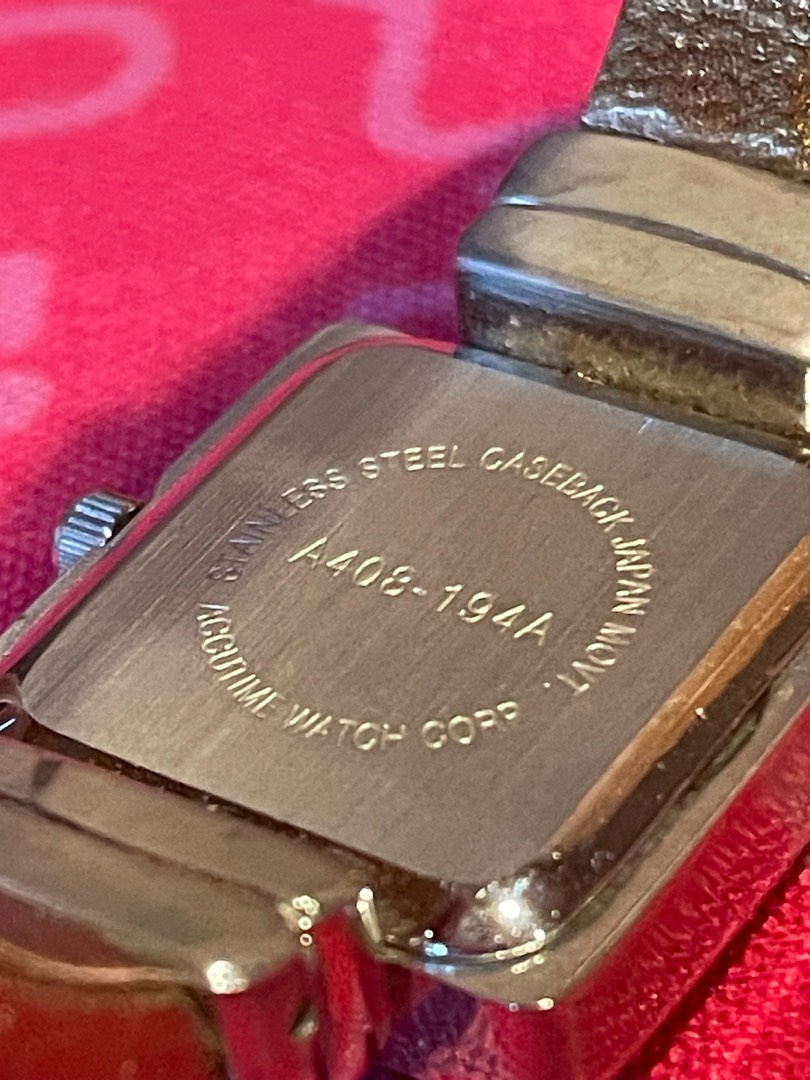 STAINLESS STEEL CASEBACK JAPAN MOVT.
A408-194A
ACCUTIME WATCH CORP